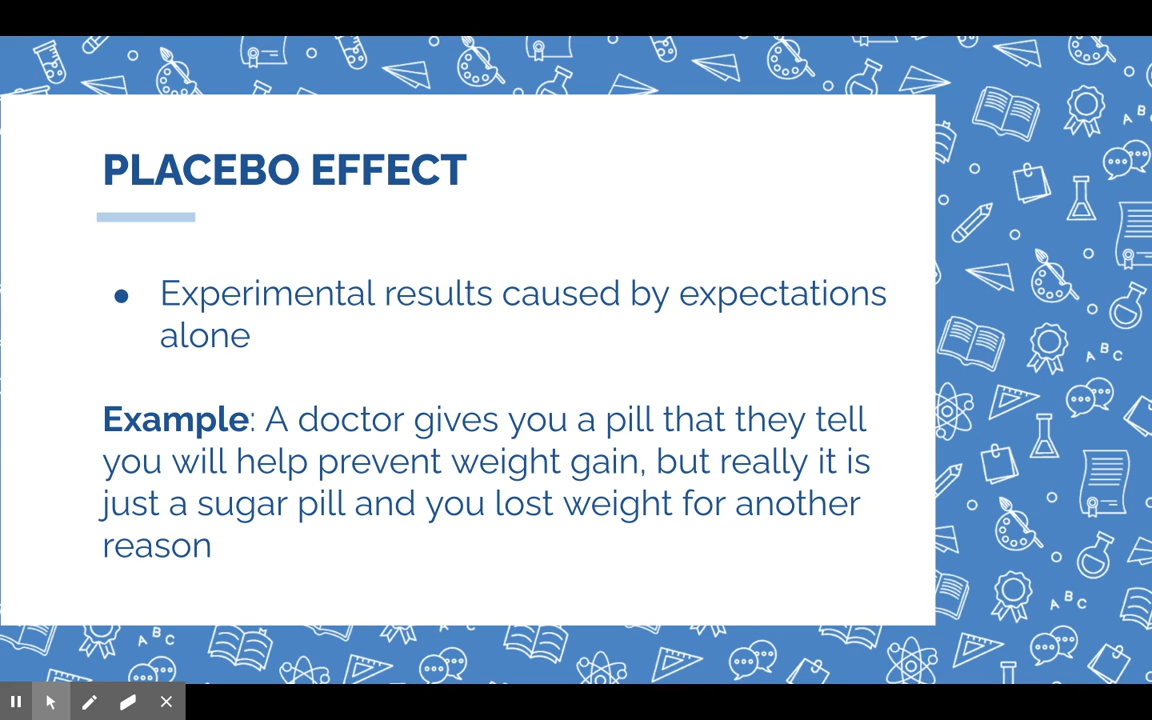 PLACEBO EFFECT
● Experimental results caused by expectations
alone
Example: A doctor gives you a pill that they tell
you will help prevent weight gain, but really it is
just a sugar pill and you lost weight for another
reason
A B C
A B C
A B C
A B C
A B C